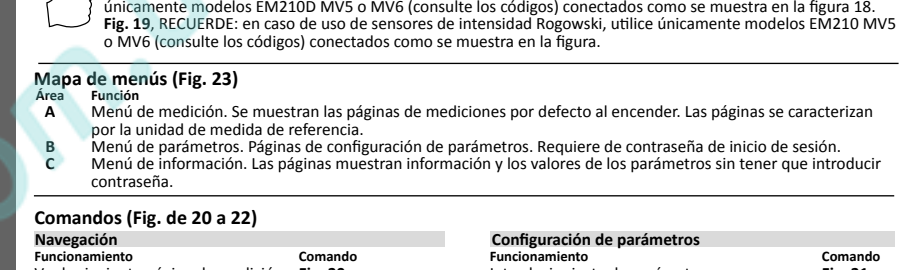 únicamente modelos EM210D MV5 o MV6 (consulte los códigos) conectados como se muestra en la figura 18.
Fig. 19, RECUERDE: en caso de uso de sensores de intensidad Rogowski, utilice únicamente modelos EM210 MV5
o MV6 (consulte los códigos) conectados como se muestra en la figura.
Mapa de menús (Fig. 23)
Área Función
A Menú de medición. Se muestran las páginas de mediciones por defecto al encender. Las páginas se caracterizan
por la unidad de medida de referencia.
B Menú de parámetros. Páginas de configuración de parámetros. Requiere de contraseña de inicio de sesión.
C Menú de información. Las páginas muestran información y los valores de los parámetros sin tener que introducir
contraseña.
Comandos (Fig. de 20 a 22)
Navegación Configuración de parámetros
Funcionamiento Comando Funcionamiento Comando